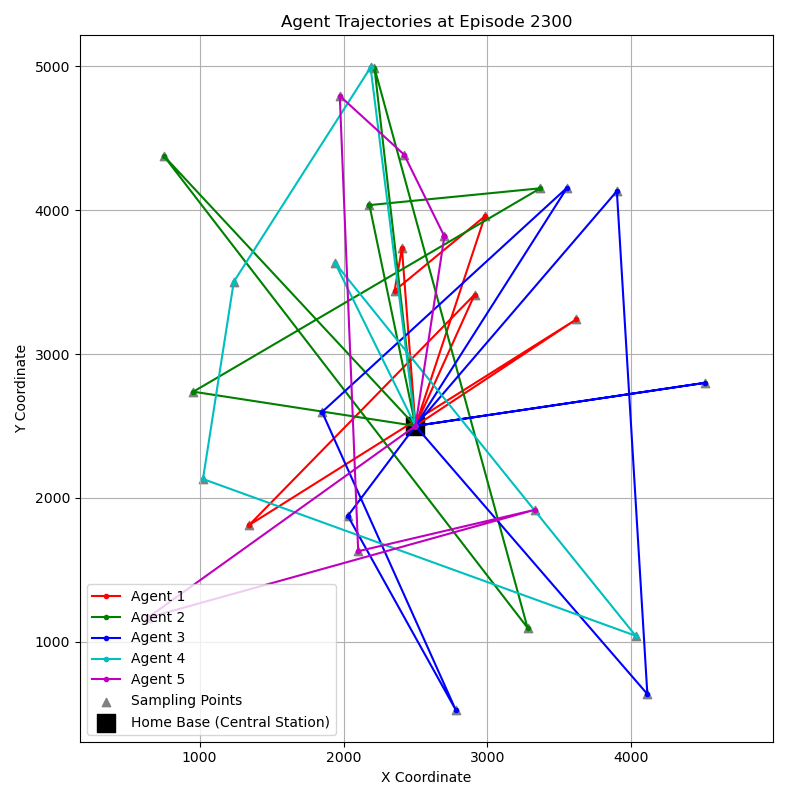 Agent Trajectories at Episode 2300
Y Coordinate
5000
4000
3000
2000
1000
Agent 1
Agent 2
Agent 3
Agent 4
Agent 5
Sampling Points
Home Base (Central Station)
1000 2000 3000 4000
X Coordinate